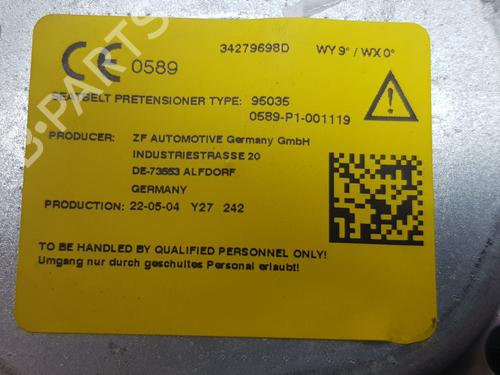 34279698D WY 9° / WX 0°
CE 0589
SEATBELT PRETENSIONER TYPE: 95035
0589-P1-001119
PRODUCER: ZF AUTOMOTIVE Germany GmbH
INDUSTRIESTRASSE 20
DE-73553 ALFDORF
GERMANY
PRODUCTION: 22-05-04 Y27 242
TO BE HANDLED BY QUALIFIED PERSONNEL ONLY!
Umgang nur durch geschultes Personal erlaubt!
B-PARTS